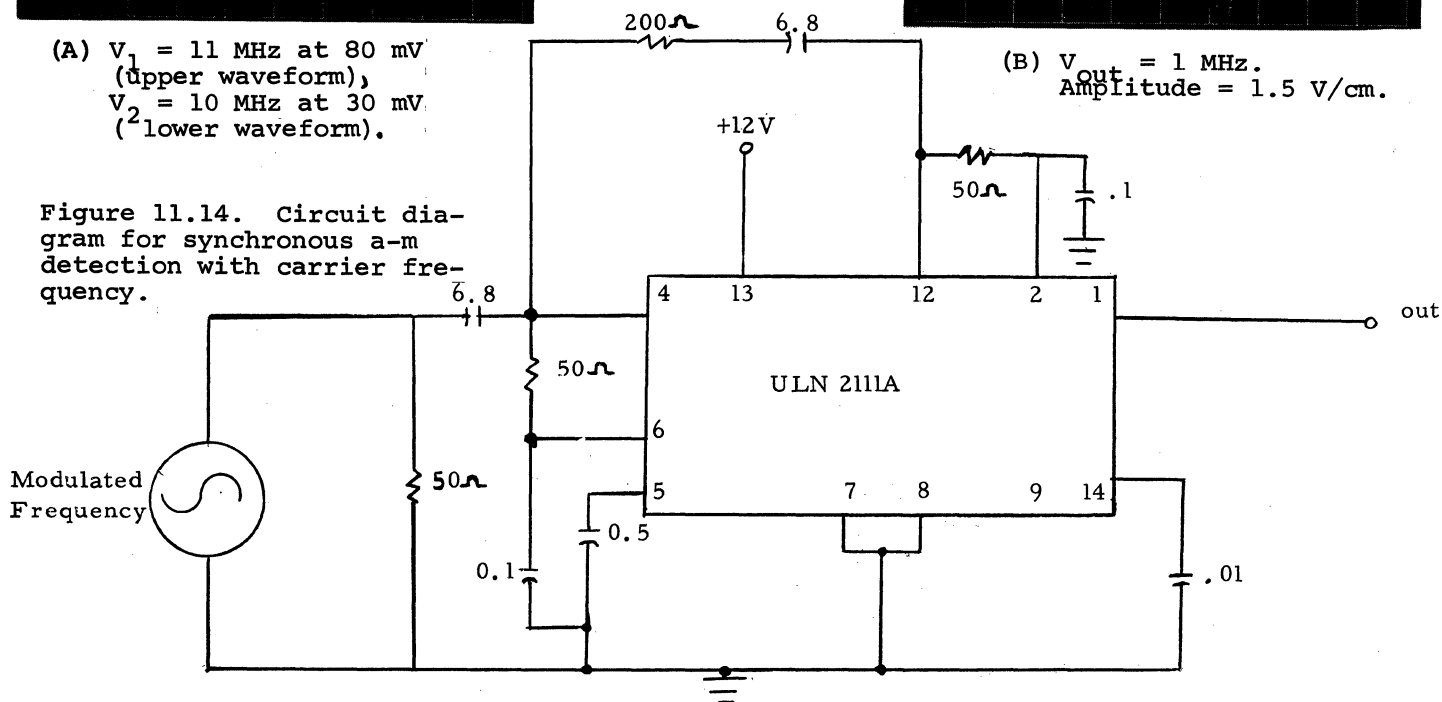 (A) V1 = 11 MHz at 80 mV
(upper waveform),
V2 = 10 MHz at 30 mV
(lower waveform).
200Ω
6.8
(B) Vout = 1 MHz.
Amplitude = 1.5 V/cm.
+12V
50Ω
.1
Figure 11.14. Circuit dia-
gram for synchronous a-m
detection with carrier fre-
quency.
6.8
4
13
12
2
1
out
50Ω
ULN 2111A
6
Modulated
Frequency
50Ω
5
7
8
9
14
0.5
0.1
.01